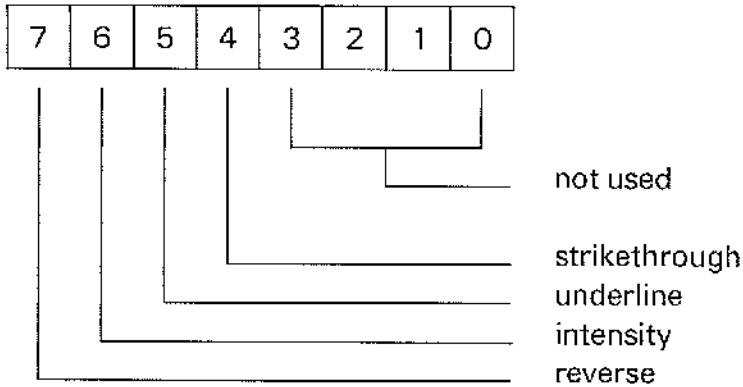 7 6 5 4 3 2 1 0
not used
strikethrough
underline
intensity
reverse